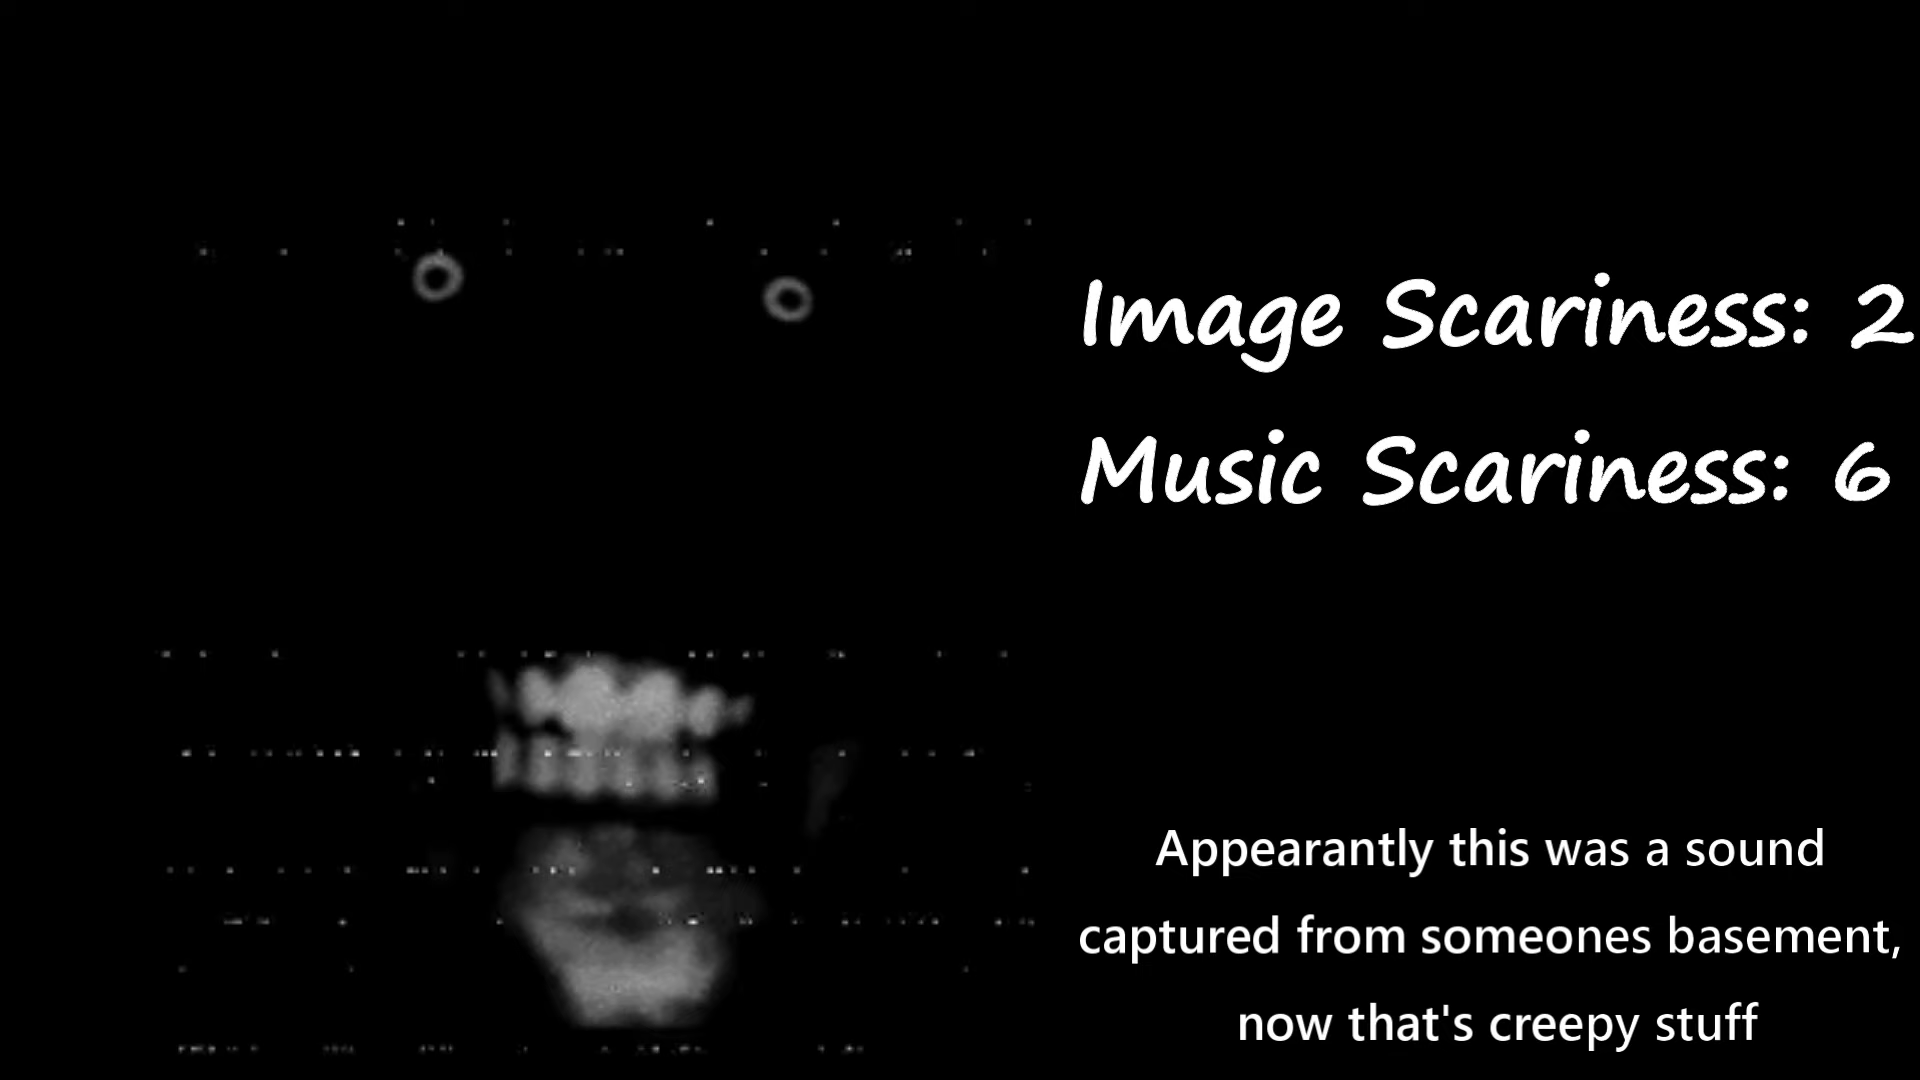 Image Scariness: 2
Music Scariness: 6
Appearantly this was a sound
captured from someones basement,
now that's creepy stuff